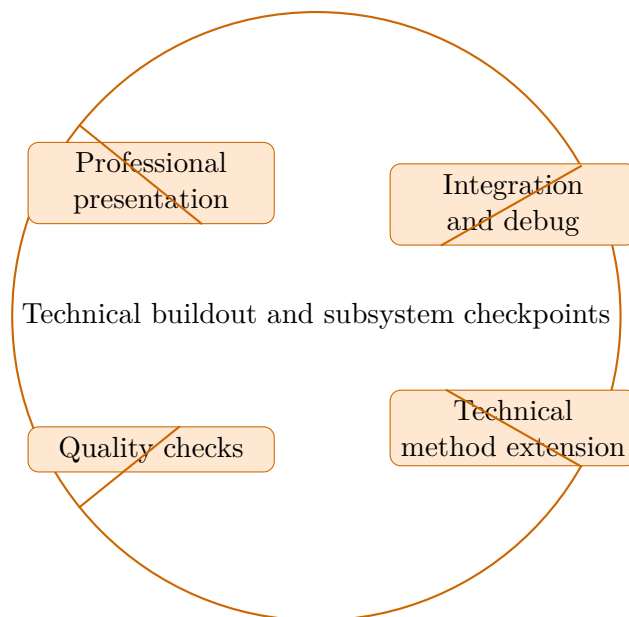 Professional
presentation
Integration
and debug
Technical buildout and subsystem checkpoints
Quality checks
Technical
method extension